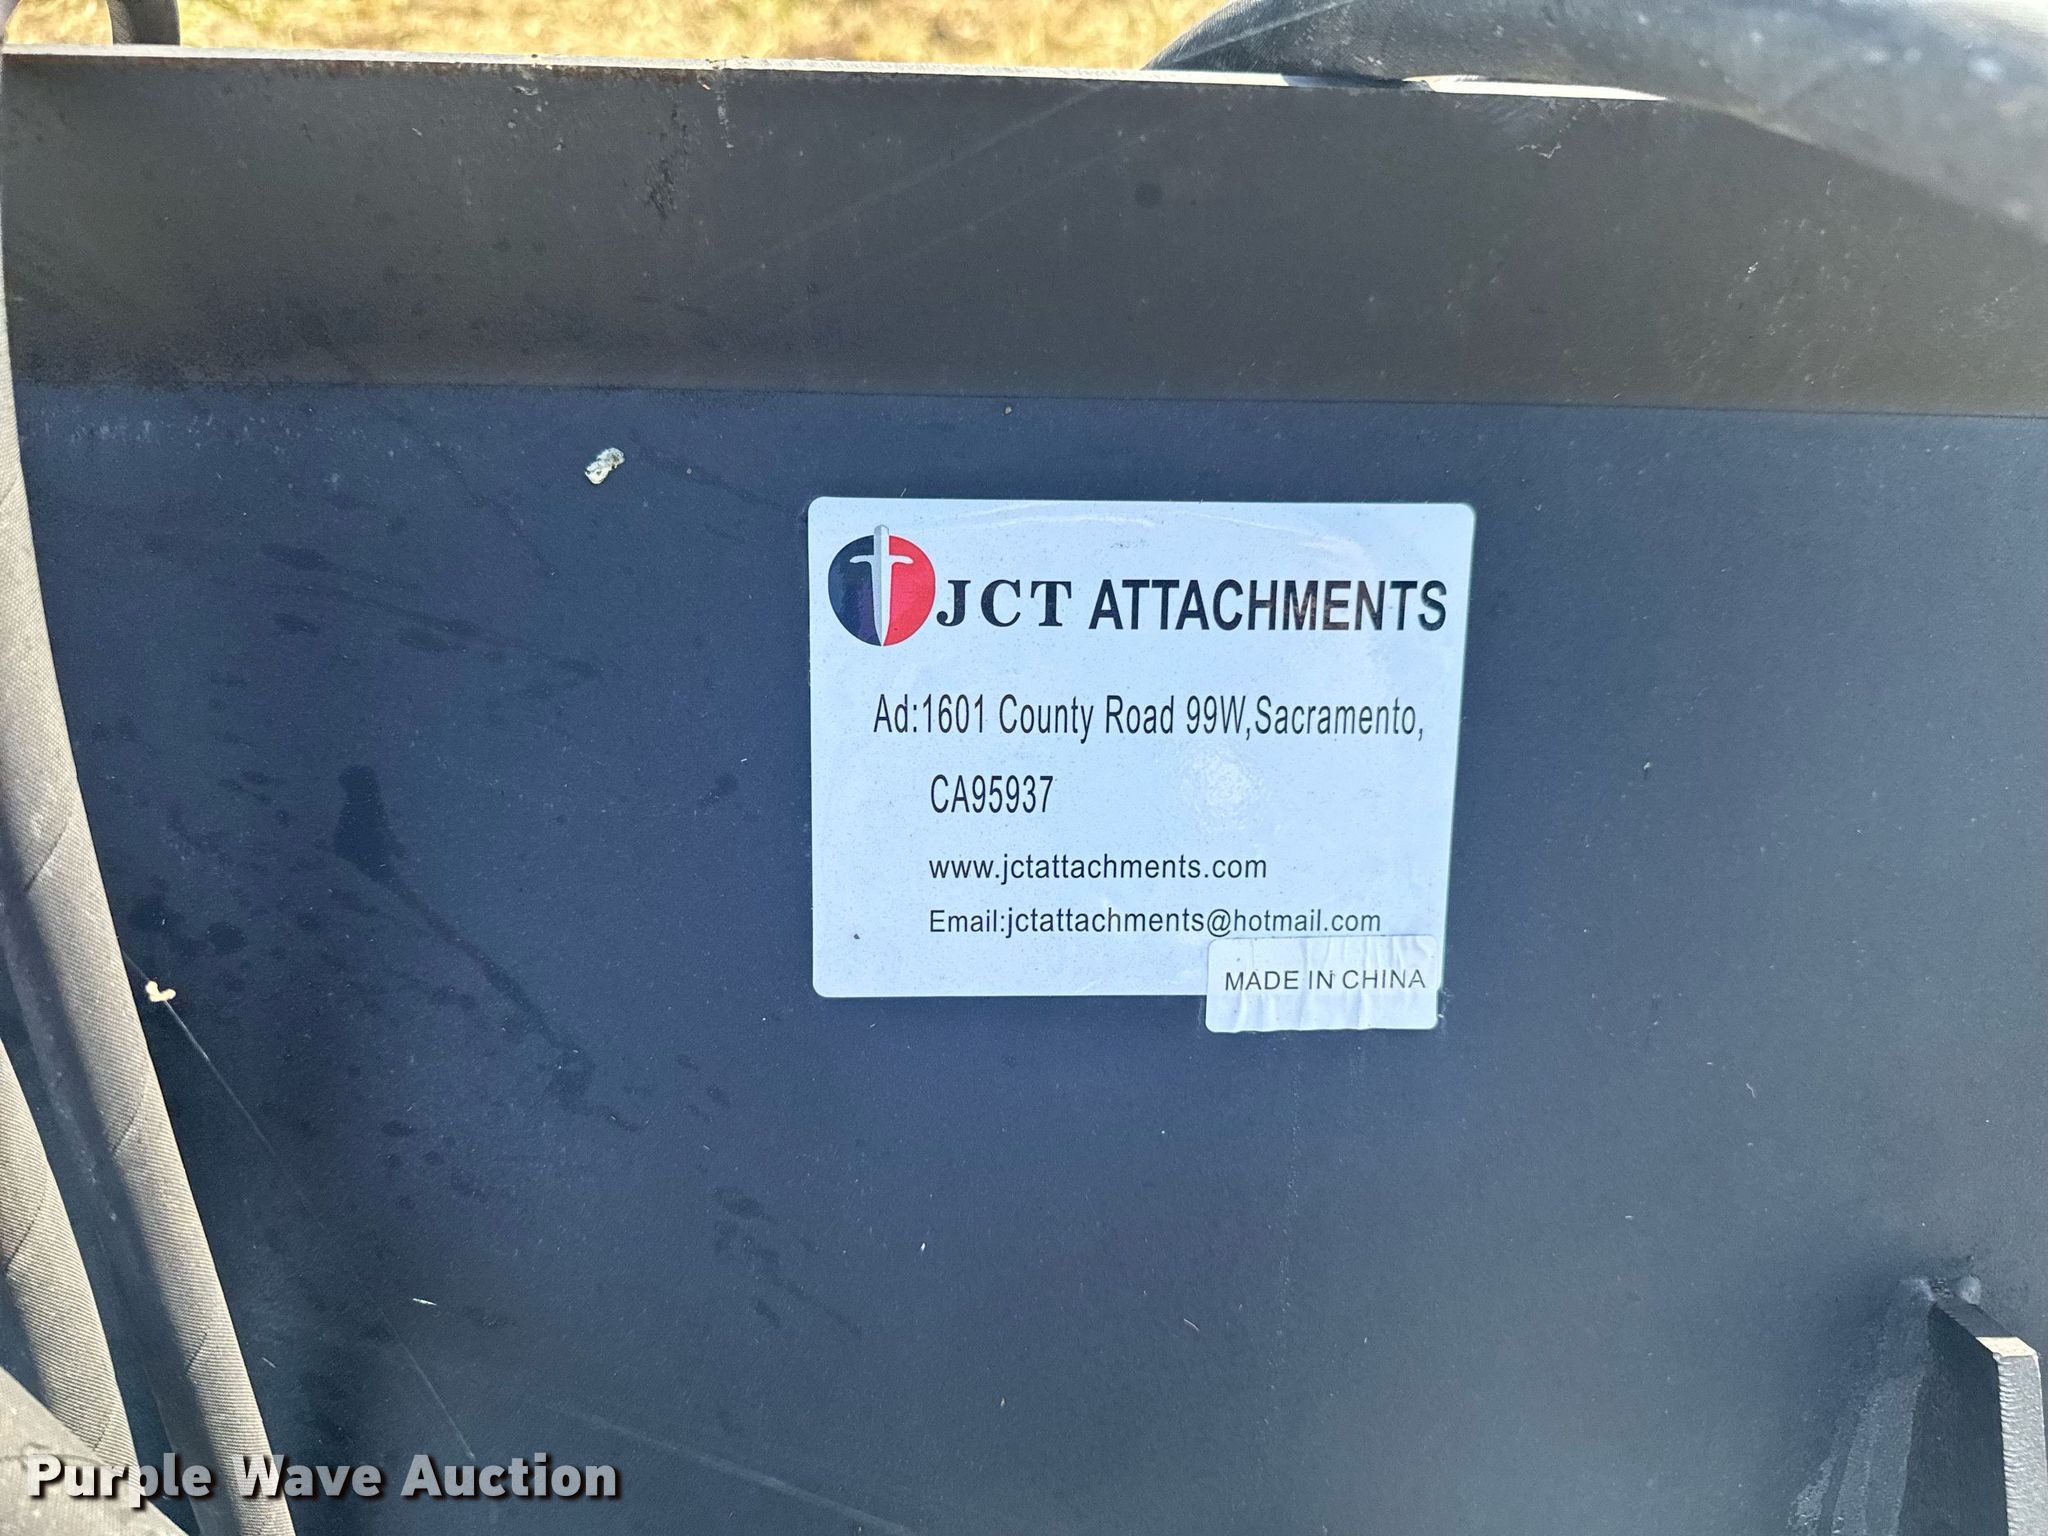 JCT ATTACHMENTS
Ad:1601 County Road 99W,Sacramento,
CA95937
www.jctattachments.com
Email:jctattachments@hotmail.com
MADE IN CHINA
Purple Wave Auction